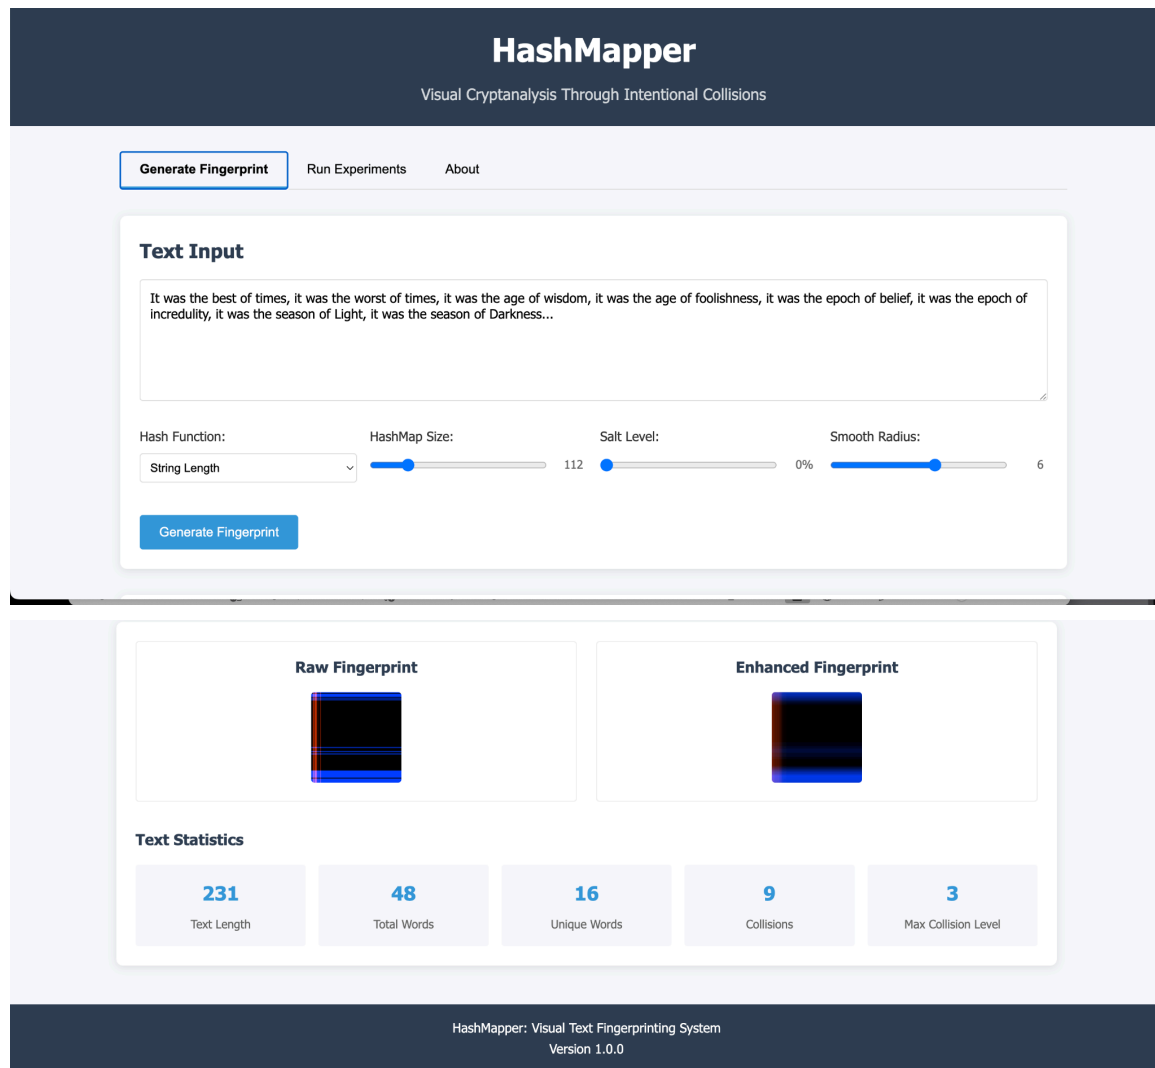 HashMapper
Visual Cryptanalysis Through Intentional Collisions
Generate Fingerprint Run Experiments About
Text Input
It was the best of times, it was the worst of times, it was the age of wisdom, it was the age of foolishness, it was the epoch of belief, it was the epoch of
incredulity, it was the season of Light, it was the season of Darkness...
Hash Function: HashMap Size: Salt Level: Smooth Radius:
String Length 112 0% 6
Generate Fingerprint
Raw Fingerprint Enhanced Fingerprint
Text Statistics
231 48 16 9 3
Text Length Total Words Unique Words Collisions Max Collision Level
HashMapper: Visual Text Fingerprinting System
Version 1.0.0